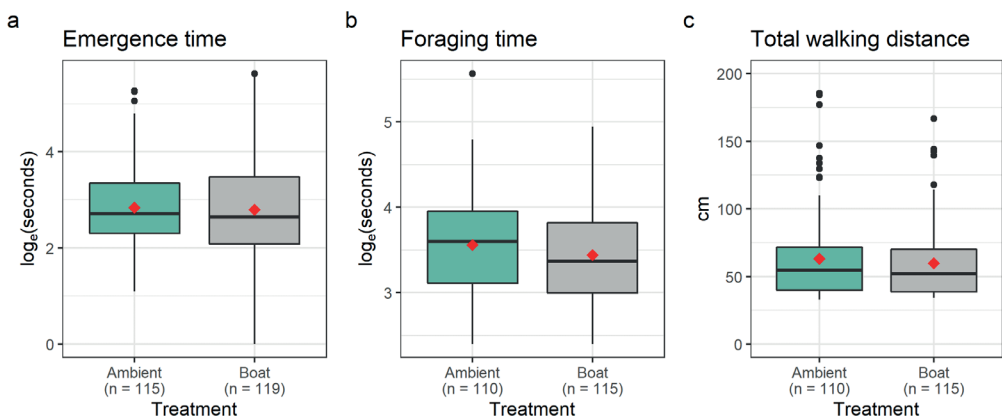 a
Emergence time
logₑ(seconds)
4
2
0
Ambient
(n = 115)
Boat
(n = 119)
Treatment
b
Foraging time
logₑ(seconds)
5
4
3
Ambient
(n = 110)
Boat
(n = 115)
Treatment
c
Total walking distance
cm
200
150
100
50
0
Ambient
(n = 110)
Boat
(n = 115)
Treatment